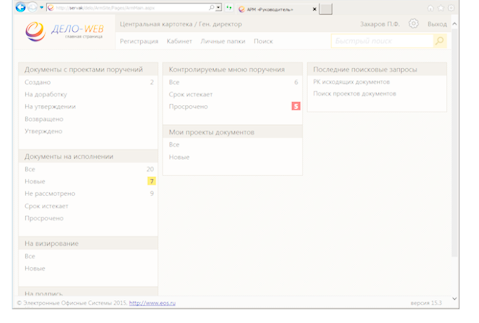 АРМ «Руководитель»
ДЕЛО-WEB
главная страница
Центральная картотека / Ген. директор
Захаров П.Ф.
Выход
Регистрация Кабинет Личные папки Поиск
Быстрый поиск
Документы с проектами поручений
Создано 2
На доработку
На утверждении
Возвращено
Утверждено
Документы на исполнении
Все 20
Новые 7
Не рассмотрено 9
Срок истекает
Просрочено
На визирование
Все
Новые
На подпись
Контролируемые мною поручения
Все 6
Срок истекает
Просрочено 5
Мои проекты документов
Все
Новые
Последние поисковые запросы
РК исходящих документов
Поиск проектов документов
© Электронные Офисные Системы 2015, http://www.eos.ru
версия 15.3